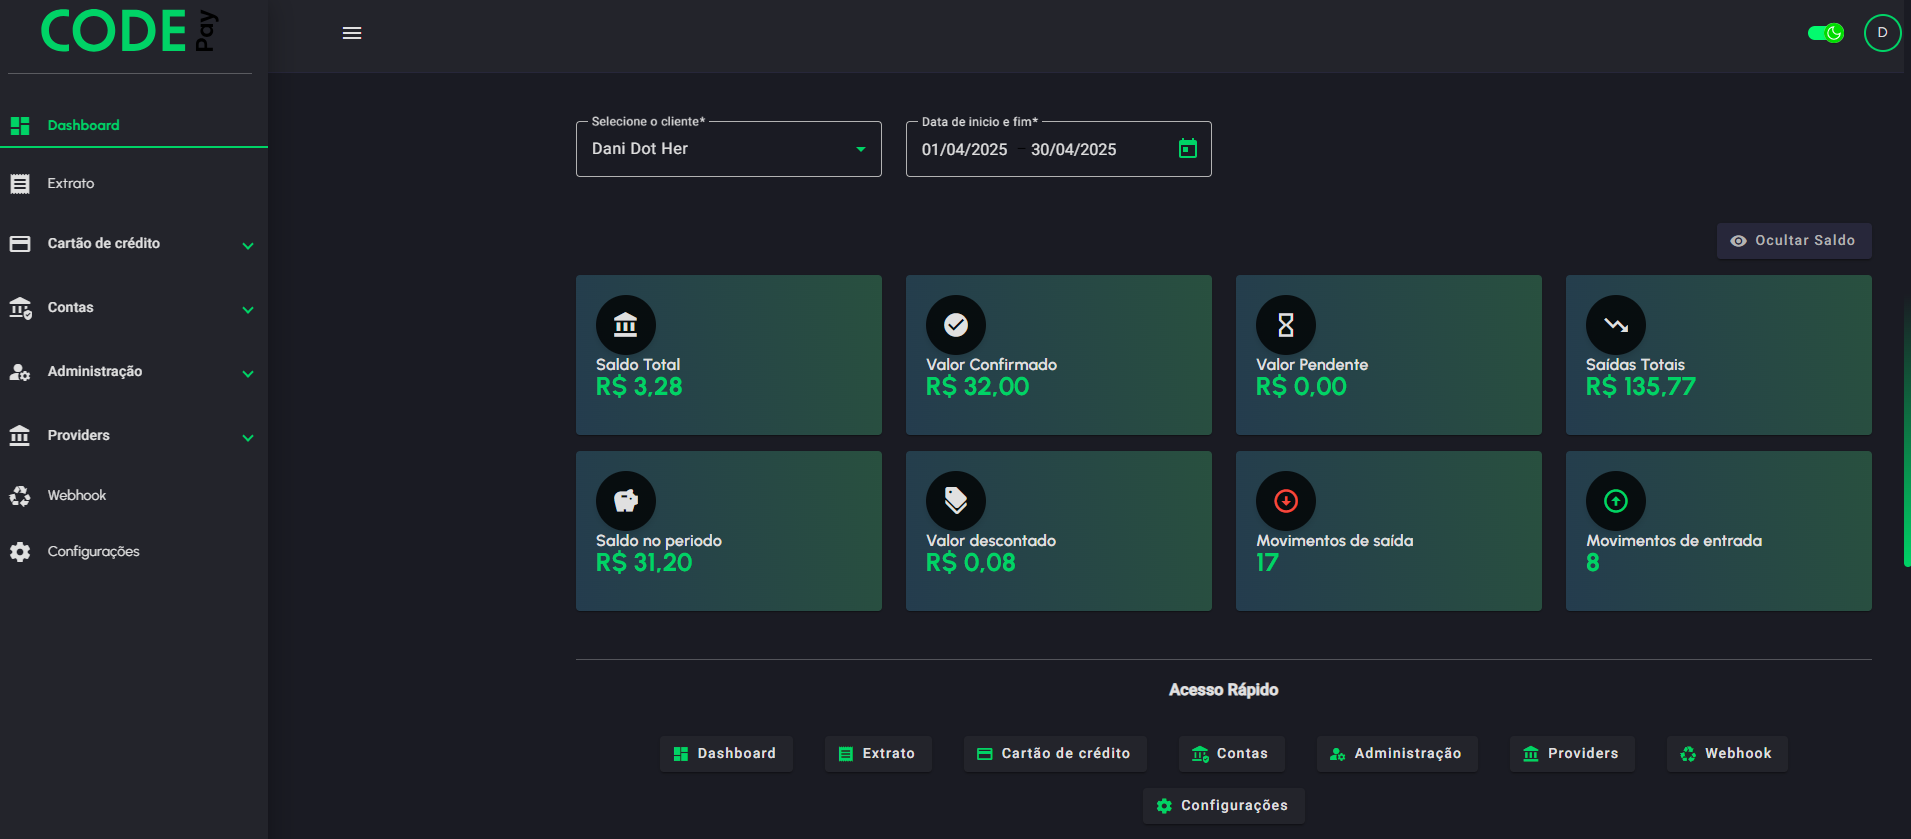 CODE Pay
D
Dashboard
Extrato
Cartão de crédito
Contas
Administração
Providers
Webhook
Configurações
Selecione o cliente*
Dani Dot Her
Data de inicio e fim*
01/04/2025 – 30/04/2025
Ocultar Saldo
Saldo Total
R$ 3,28
Valor Confirmado
R$ 32,00
Valor Pendente
R$ 0,00
Saídas Totais
R$ 135,77
Saldo no periodo
R$ 31,20
Valor descontado
R$ 0,08
Movimentos de saída
17
Movimentos de entrada
8
Acesso Rápido
Dashboard
Extrato
Cartão de crédito
Contas
Administração
Providers
Webhook
Configurações